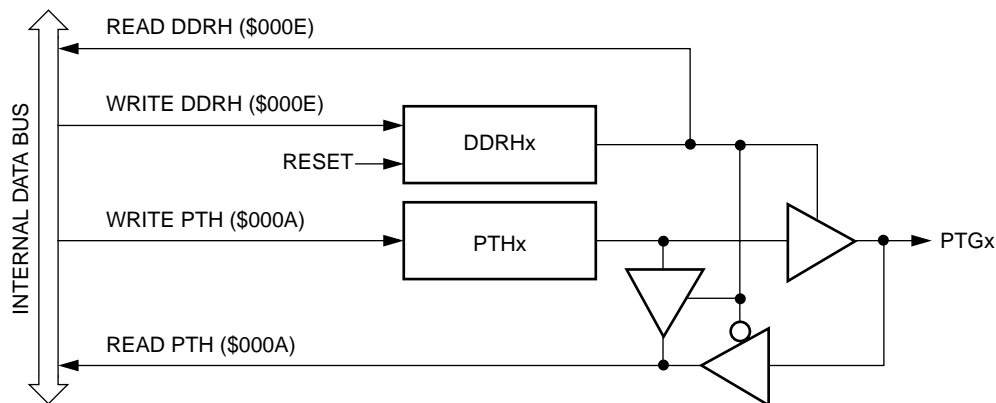 READ DDRH ($000E)
WRITE DDRH ($000E)
DDRHx
RESET
INTERNAL DATA BUS
WRITE PTH ($000A)
PTHx
PTGx
READ PTH ($000A)